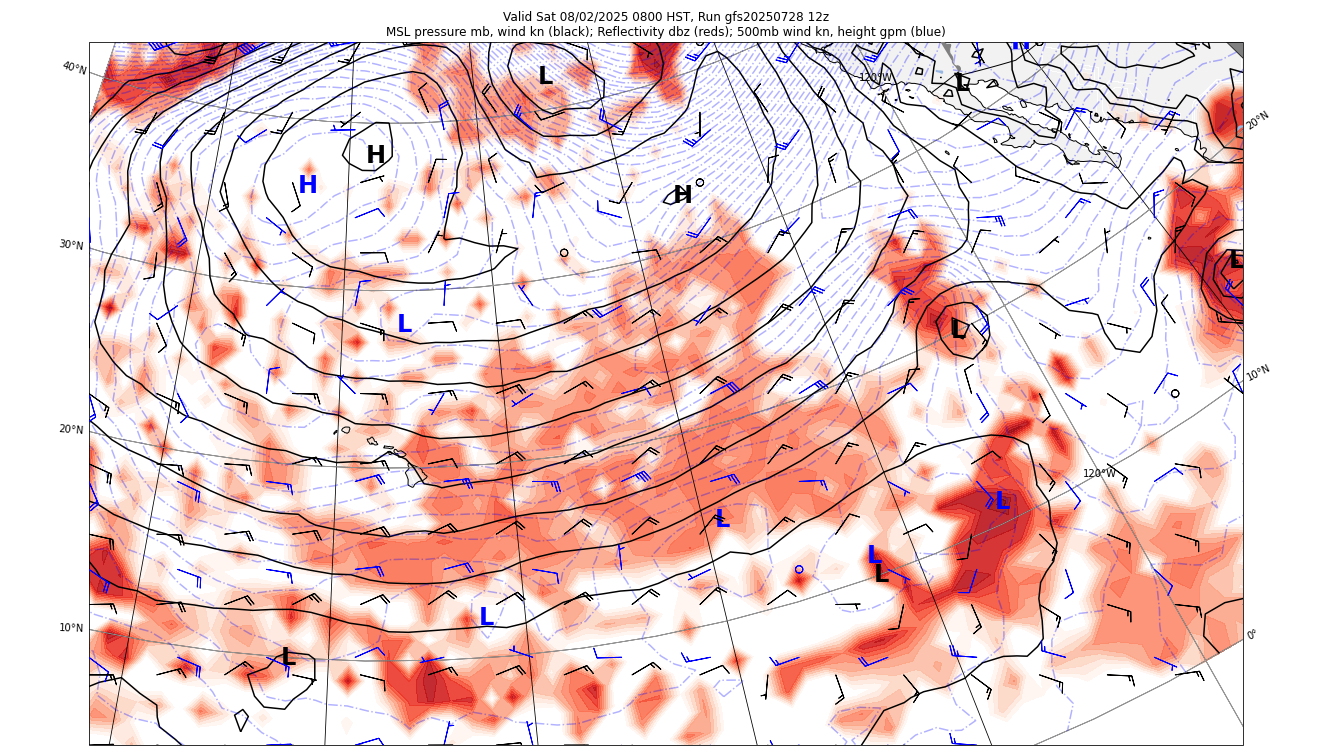 Valid Sat 08/02/2025 0800 HST, Run gfs20250728 12z
MSL pressure mb, wind kn (black); Reflectivity dbz (reds); 500mb wind kn, height gpm (blue)
H
40°N
L
120°W
L
20°N
H
H
H
30°N
L
L
L
10°N
20°N
120°W
L
L
L
L
10°N
L
0°
L